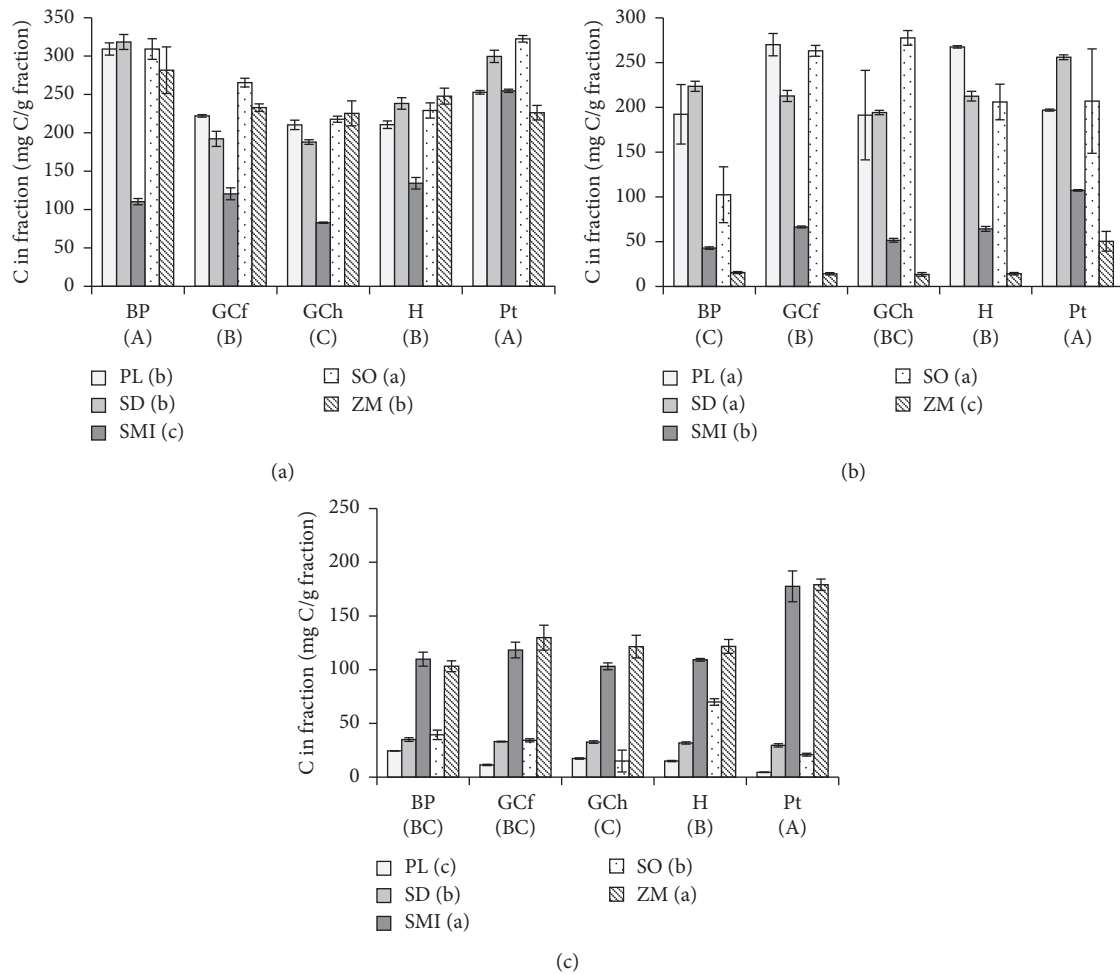 C in fraction (mg C/g fraction)
350
300
250
200
150
100
50
0
BP
(A)
GCf
(B)
GCh
(C)
H
(B)
Pt
(A)
PL (b)
SD (b)
SMI (c)
SO (a)
ZM (b)
(a)
C in fraction (mg C/g fraction)
300
250
200
150
100
50
0
BP
(C)
GCf
(B)
GCh
(BC)
H
(B)
Pt
(A)
PL (a)
SD (a)
SMI (b)
SO (a)
ZM (c)
(b)
C in fraction (mg C/g fraction)
250
200
150
100
50
0
BP
(BC)
GCf
(BC)
GCh
(C)
H
(B)
Pt
(A)
PL (c)
SD (b)
SMI (a)
SO (b)
ZM (a)
(c)